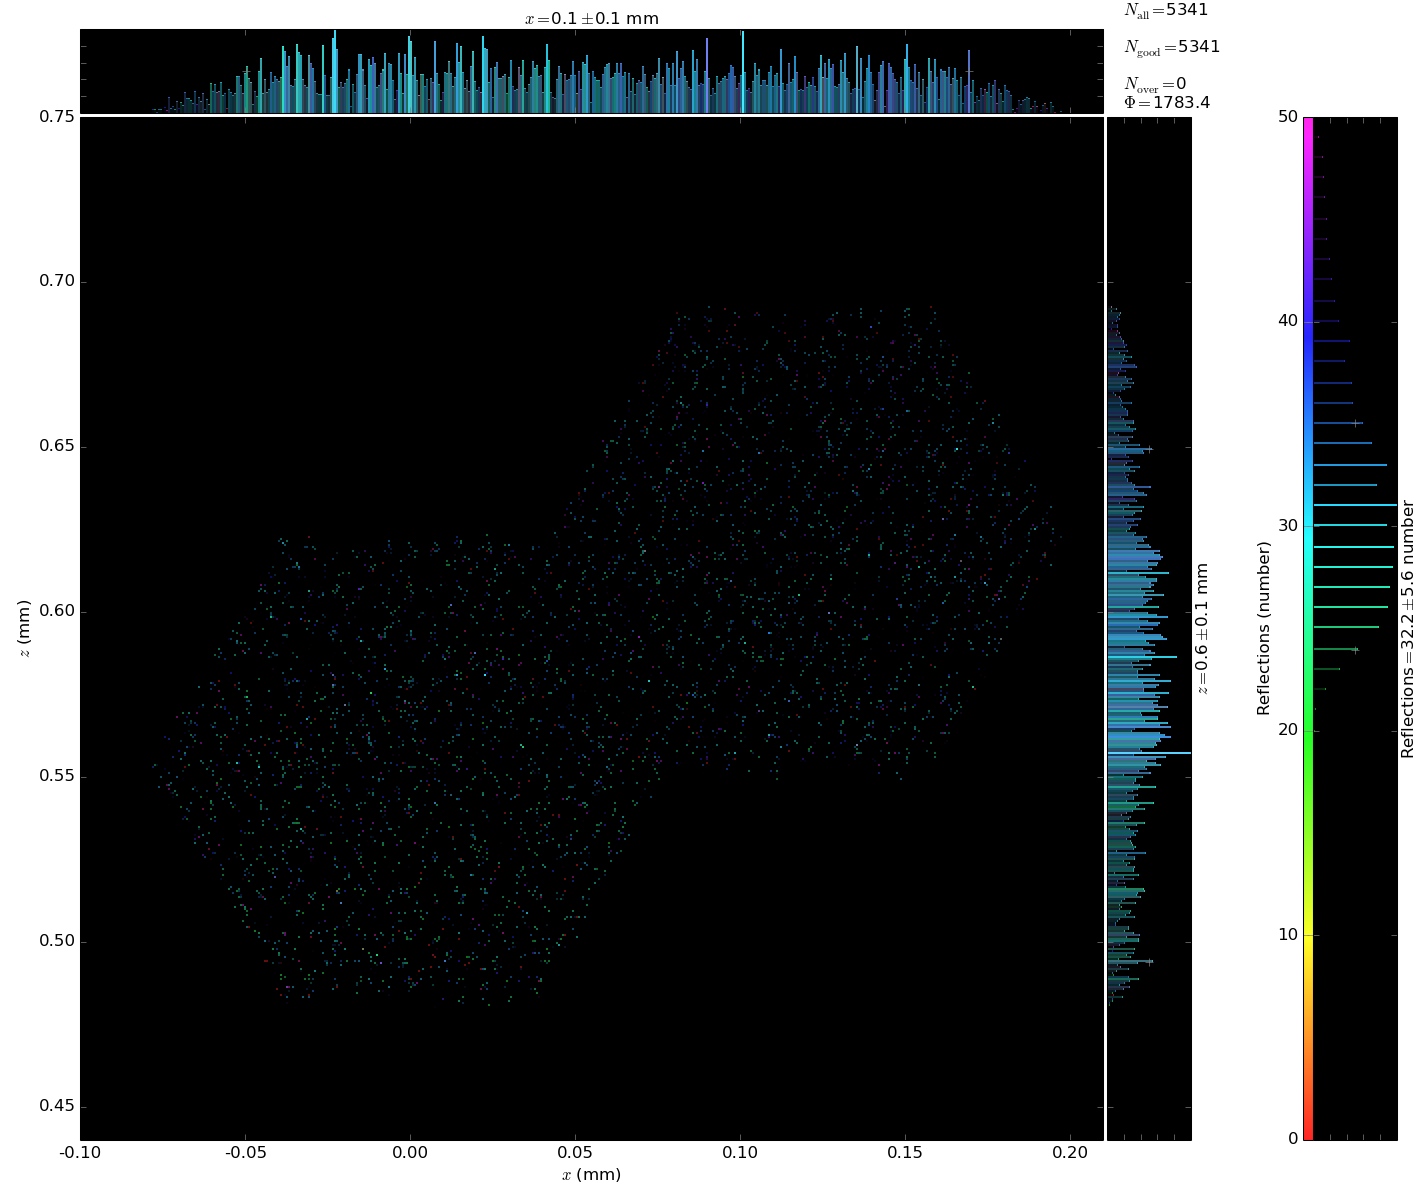 x=0.1±0.1 mm
N_all=5341
N_good=5341
N_over=0
Φ=1783.4
0.75
0.70
0.65
0.60
0.55
0.50
0.45
z (mm)
-0.10 -0.05 0.00 0.05 0.10 0.15 0.20
x (mm)
z=0.6±0.1 mm
50
40
30
20
10
0
Reflections (number)
Reflections=32.2±5.6 number